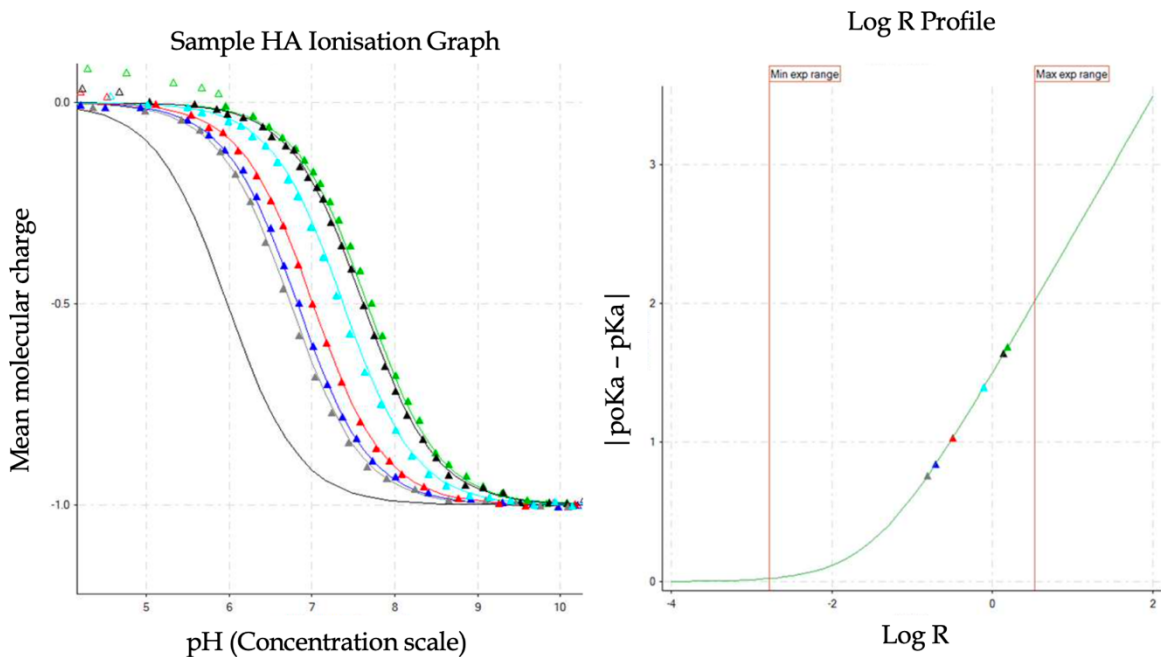 Sample HA Ionisation Graph
Mean molecular charge
0.0
-0.5
-1.0
5
6
7
8
9
10
pH (Concentration scale)
Log R Profile
Min exp range
Max exp range
|poKa – pKa|
3
2
1
0
-4
-2
0
2
Log R